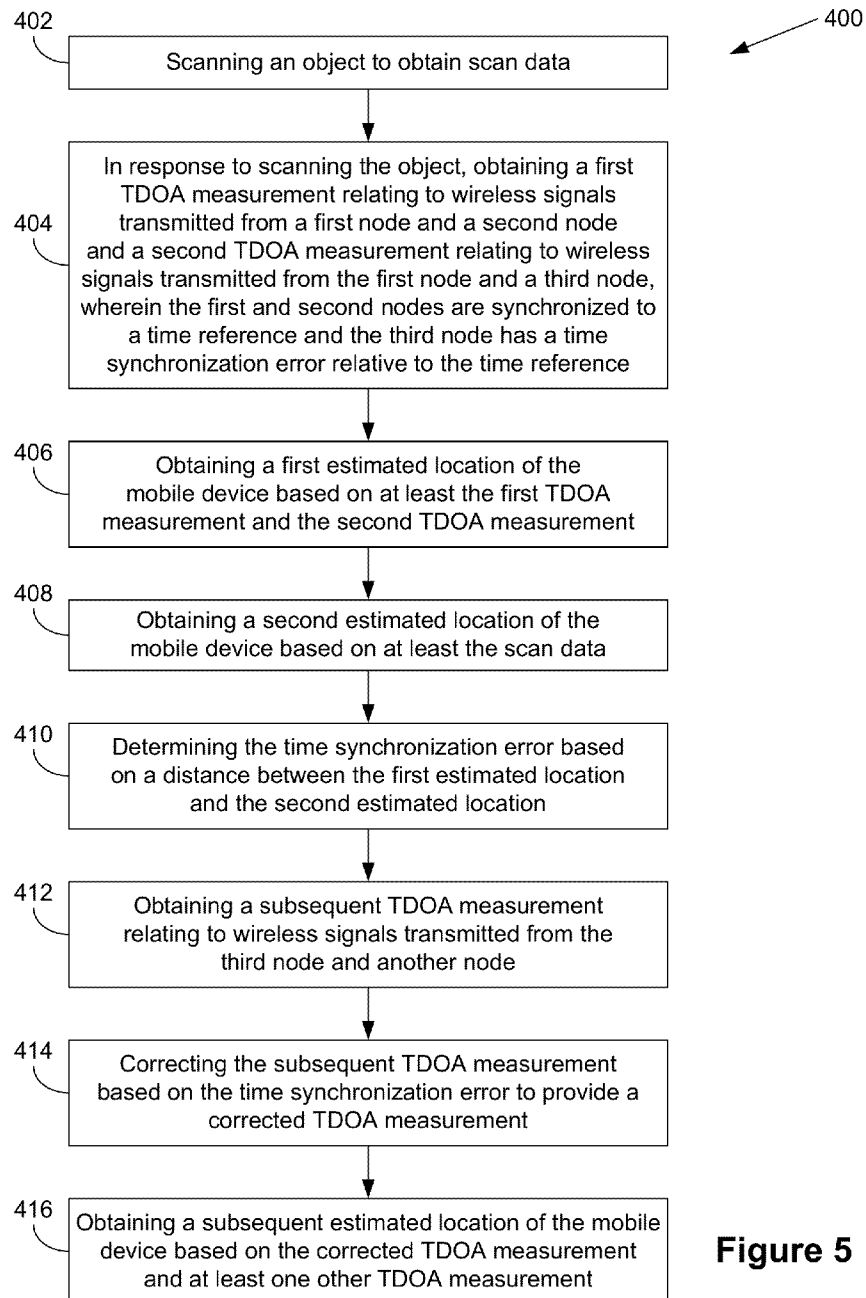 400
402
Scanning an object to obtain scan data
404
In response to scanning the object, obtaining a first
TDOA measurement relating to wireless signals
transmitted from a first node and a second node
and a second TDOA measurement relating to wireless
signals transmitted from the first node and a third node,
wherein the first and second nodes are synchronized to
a time reference and the third node has a time
synchronization error relative to the time reference
406
Obtaining a first estimated location of the
mobile device based on at least the first TDOA
measurement and the second TDOA measurement
408
Obtaining a second estimated location of the
mobile device based on at least the scan data
410
Determining the time synchronization error based
on a distance between the first estimated location
and the second estimated location
412
Obtaining a subsequent TDOA measurement
relating to wireless signals transmitted from the
third node and another node
414
Correcting the subsequent TDOA measurement
based on the time synchronization error to provide a
corrected TDOA measurement
416
Obtaining a subsequent estimated location of the mobile
device based on the corrected TDOA measurement
and at least one other TDOA measurement
Figure 5